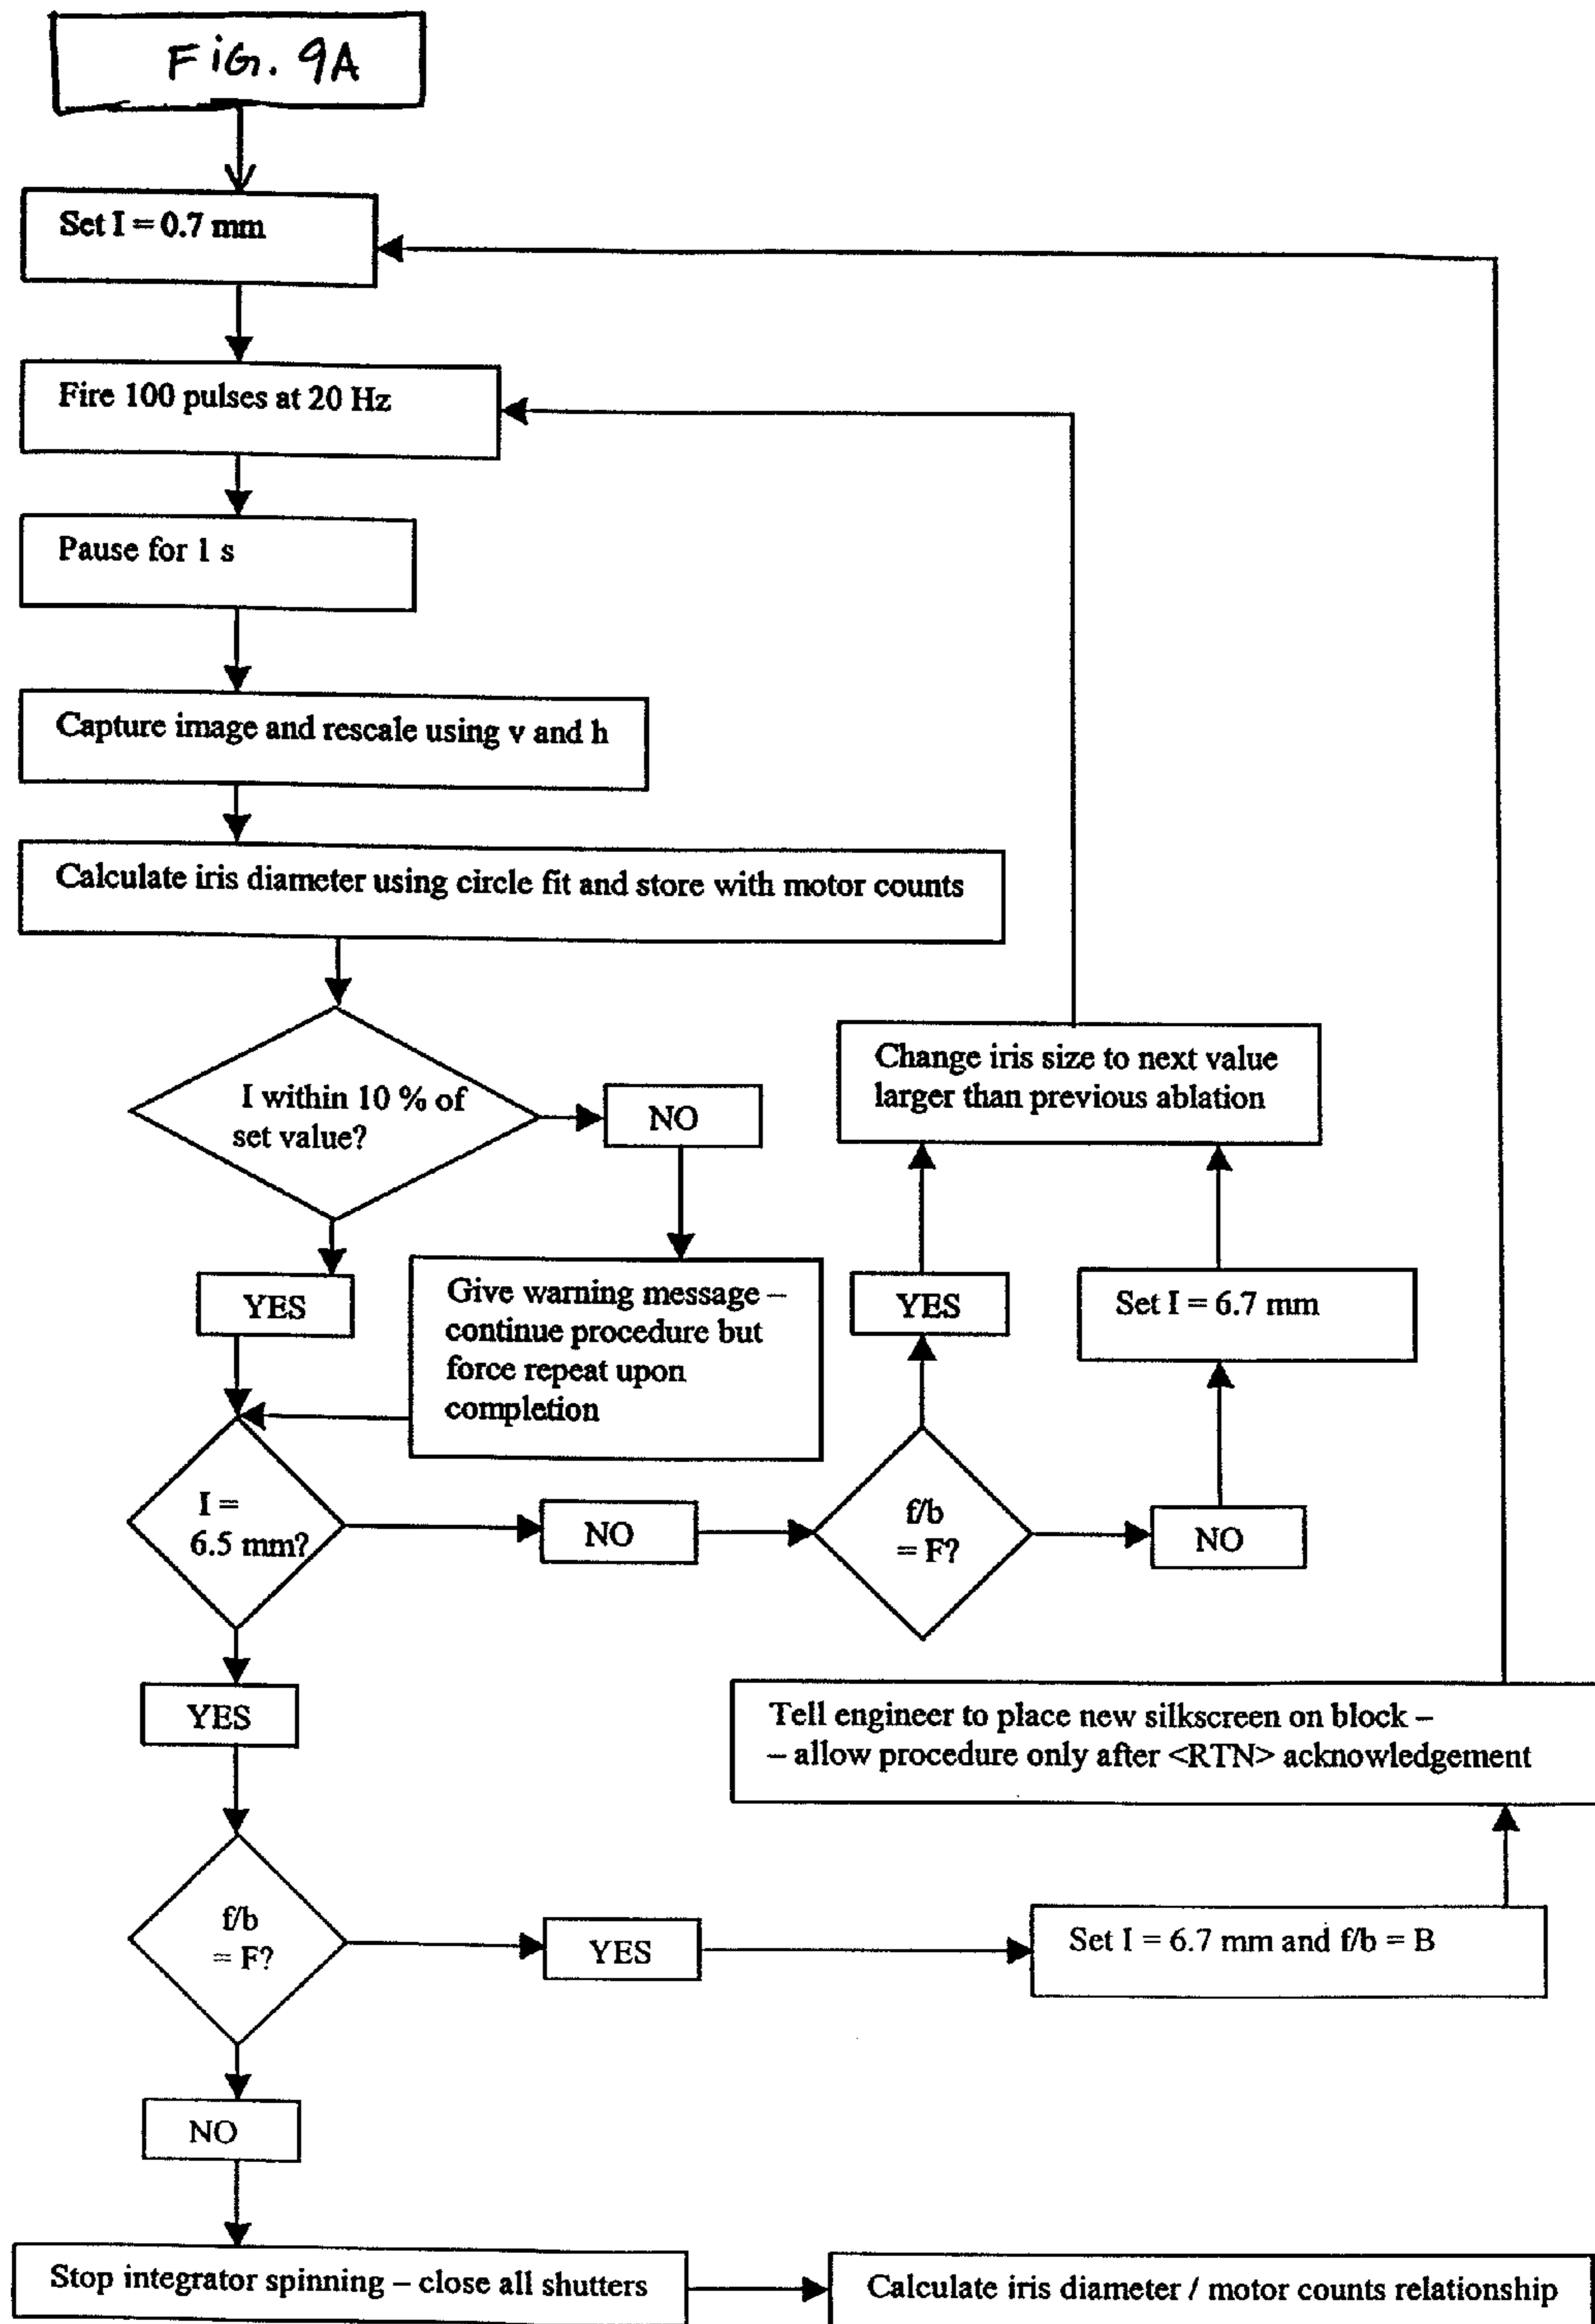 FIG. 9A
Set I = 0.7 mm
Fire 100 pulses at 20 Hz
Pause for 1 s
Capture image and rescale using v and h
Calculate iris diameter using circle fit and store with motor counts
I within 10 % of
set value?
NO
Change iris size to next value
larger than previous ablation
YES
Give warning message –
continue procedure but
force repeat upon
completion
YES
Set I = 6.7 mm
I =
6.5 mm?
NO
f/b
= F?
NO
YES
Tell engineer to place new silkscreen on block –
– allow procedure only after <RTN> acknowledgement
f/b
= F?
YES
Set I = 6.7 mm and f/b = B
NO
Stop integrator spinning – close all shutters
Calculate iris diameter / motor counts relationship